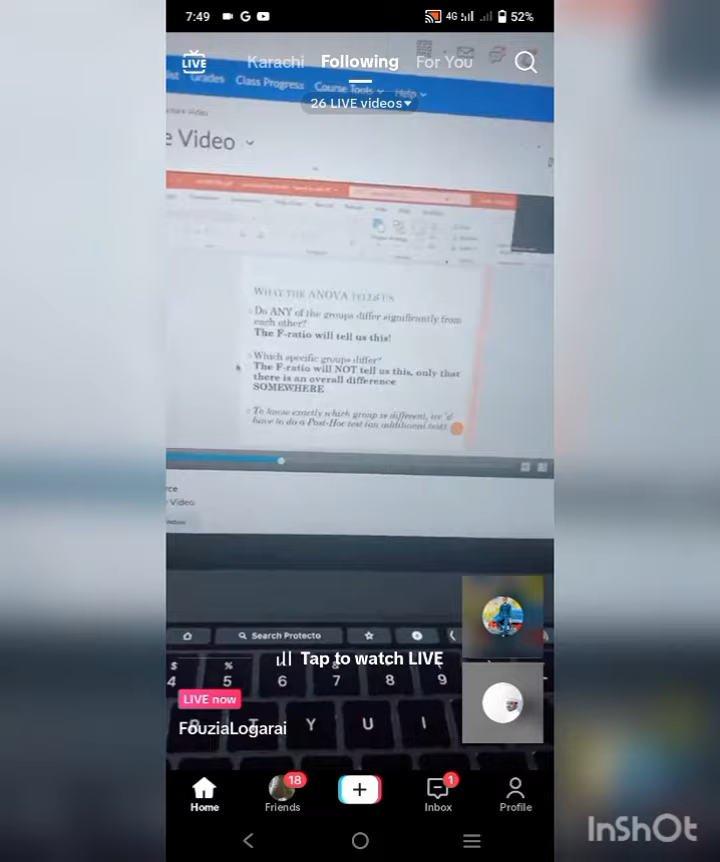 7:49
4G
52%
LIVE
Karachi
Following
For You
Grades
Class Progress
Course Tools
Help
26 LIVE videos
Video
WHAT THE ANOVA TELLS US
Do ANY of the groups differ significantly from
each other?
The F-ratio will tell us this!
Which specific groups differ?
The F-ratio will NOT tell us this, only that
there is an overall difference
SOMEWHERE
To know exactly which group is different, we'd
have to do a Post-Hoc test (an additional test)
Video
Search Protecto
Tap to watch LIVE
$
%
4
5
6
7
8
9
LIVE now
FouziaLogarai
T
Y
U
I
18
1
Home
Friends
Inbox
Profile
InShOt